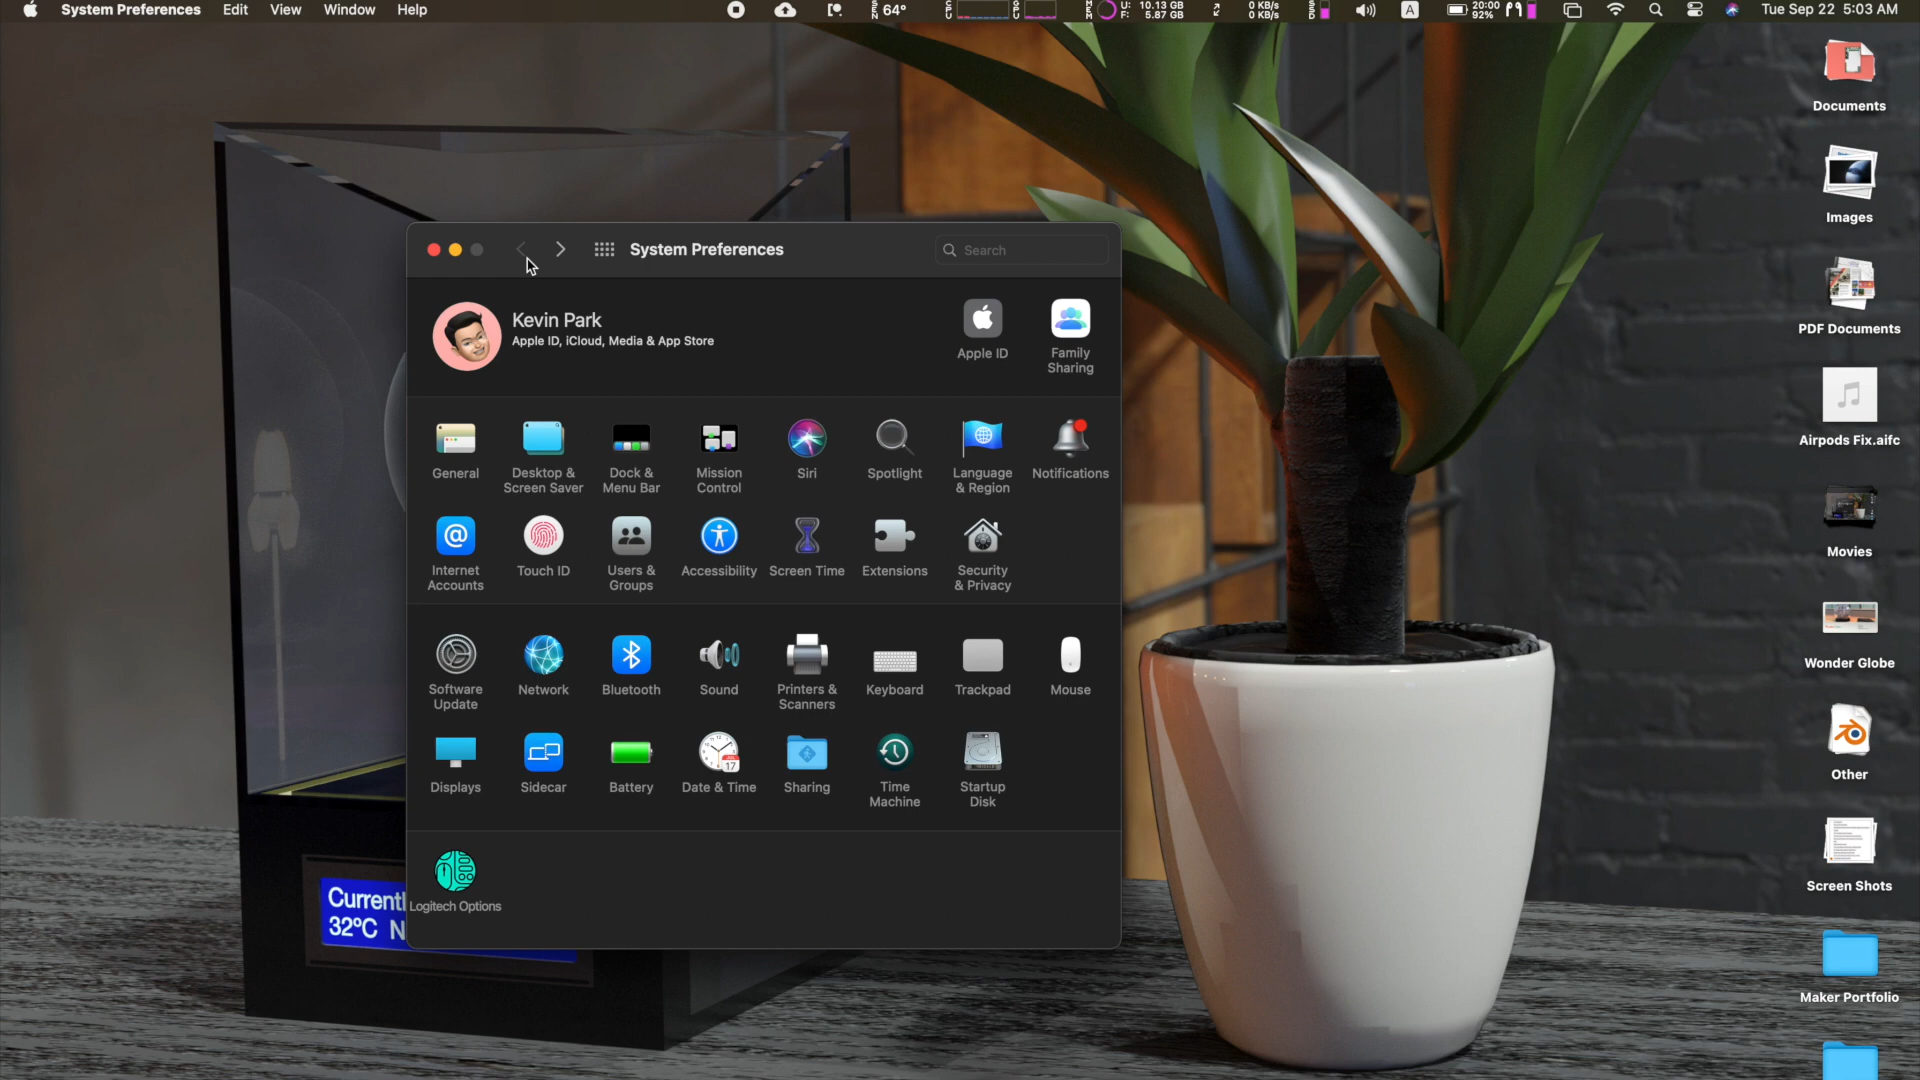 System Preferences Edit View Window Help
64°
U: 10.13 GB
F: 5.87 GB
0 KB/s
0 KB/s
A
20:00
92%
Tue Sep 22 5:03 AM
System Preferences
Search
Kevin Park
Apple ID, iCloud, Media & App Store
Apple ID
Family
Sharing
General
Desktop &
Screen Saver
Dock &
Menu Bar
Mission
Control
Siri
Spotlight
Language
& Region
Notifications
Internet
Accounts
Touch ID
Users &
Groups
Accessibility
Screen Time
Extensions
Security
& Privacy
Software
Update
Network
Bluetooth
Sound
Printers &
Scanners
Keyboard
Trackpad
Mouse
Displays
Sidecar
Battery
17
Date & Time
Sharing
Time
Machine
Startup
Disk
Logitech Options
Currentl
32°C N
Documents
Images
PDF Documents
Airpods Fix.aifc
Movies
Wonder Globe
Other
Screen Shots
Maker Portfolio